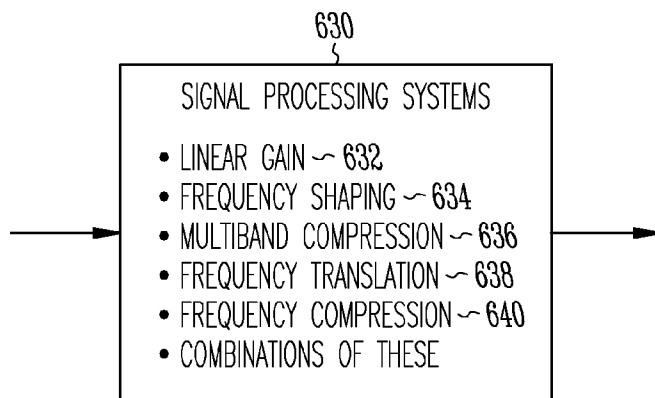 630
SIGNAL PROCESSING SYSTEMS
• LINEAR GAIN ~ 632
• FREQUENCY SHAPING ~ 634
• MULTIBAND COMPRESSION ~ 636
• FREQUENCY TRANSLATION ~ 638
• FREQUENCY COMPRESSION ~ 640
• COMBINATIONS OF THESE